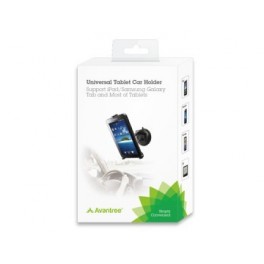 Universal Tablet Car Holder
Support iPad/Samsung Galaxy
Tab and Most of Tablets
Avantree